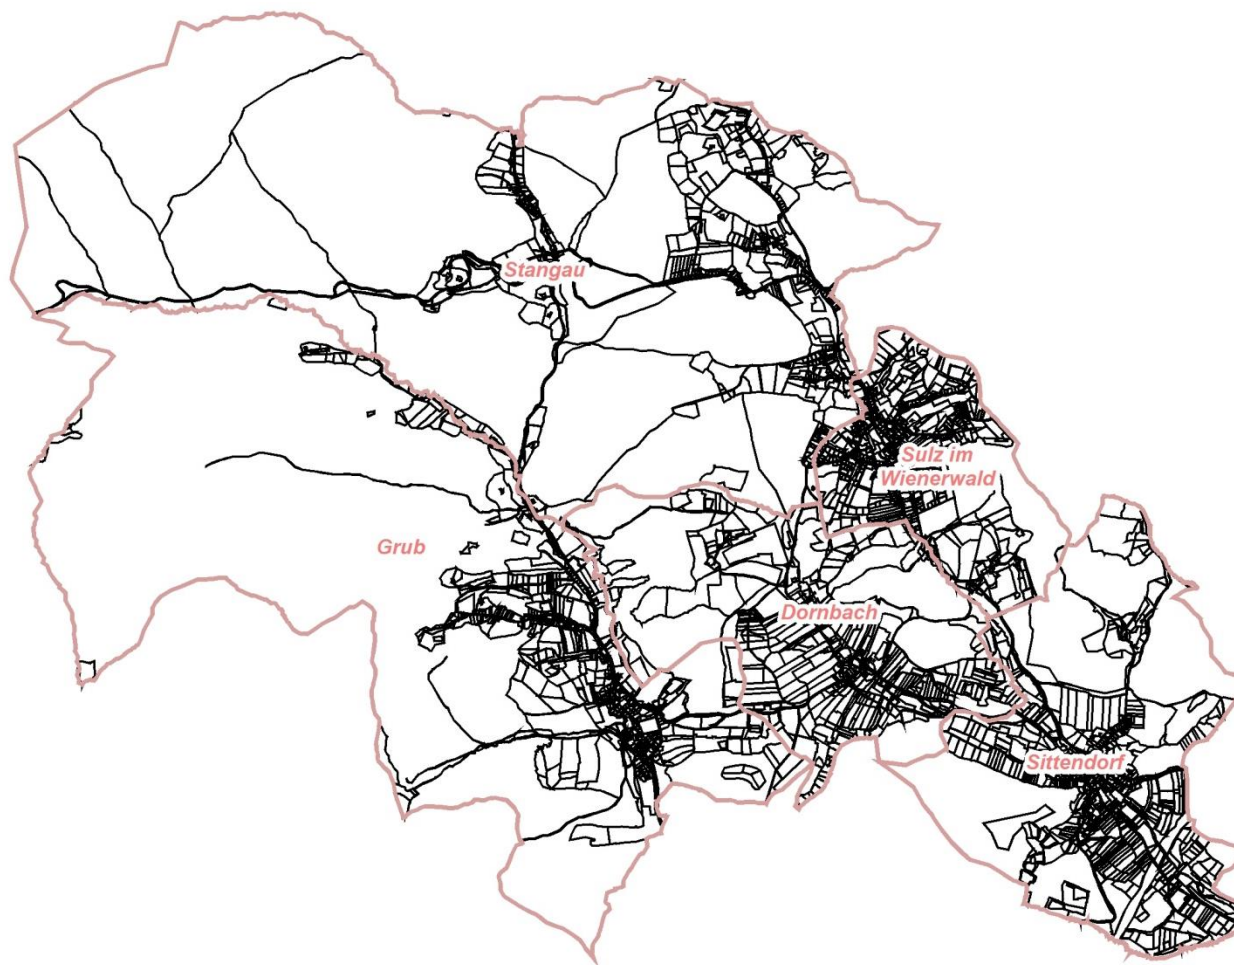 Stangau
Sulz im
Wienerwald
Grub
Dornbach
Sittendorf